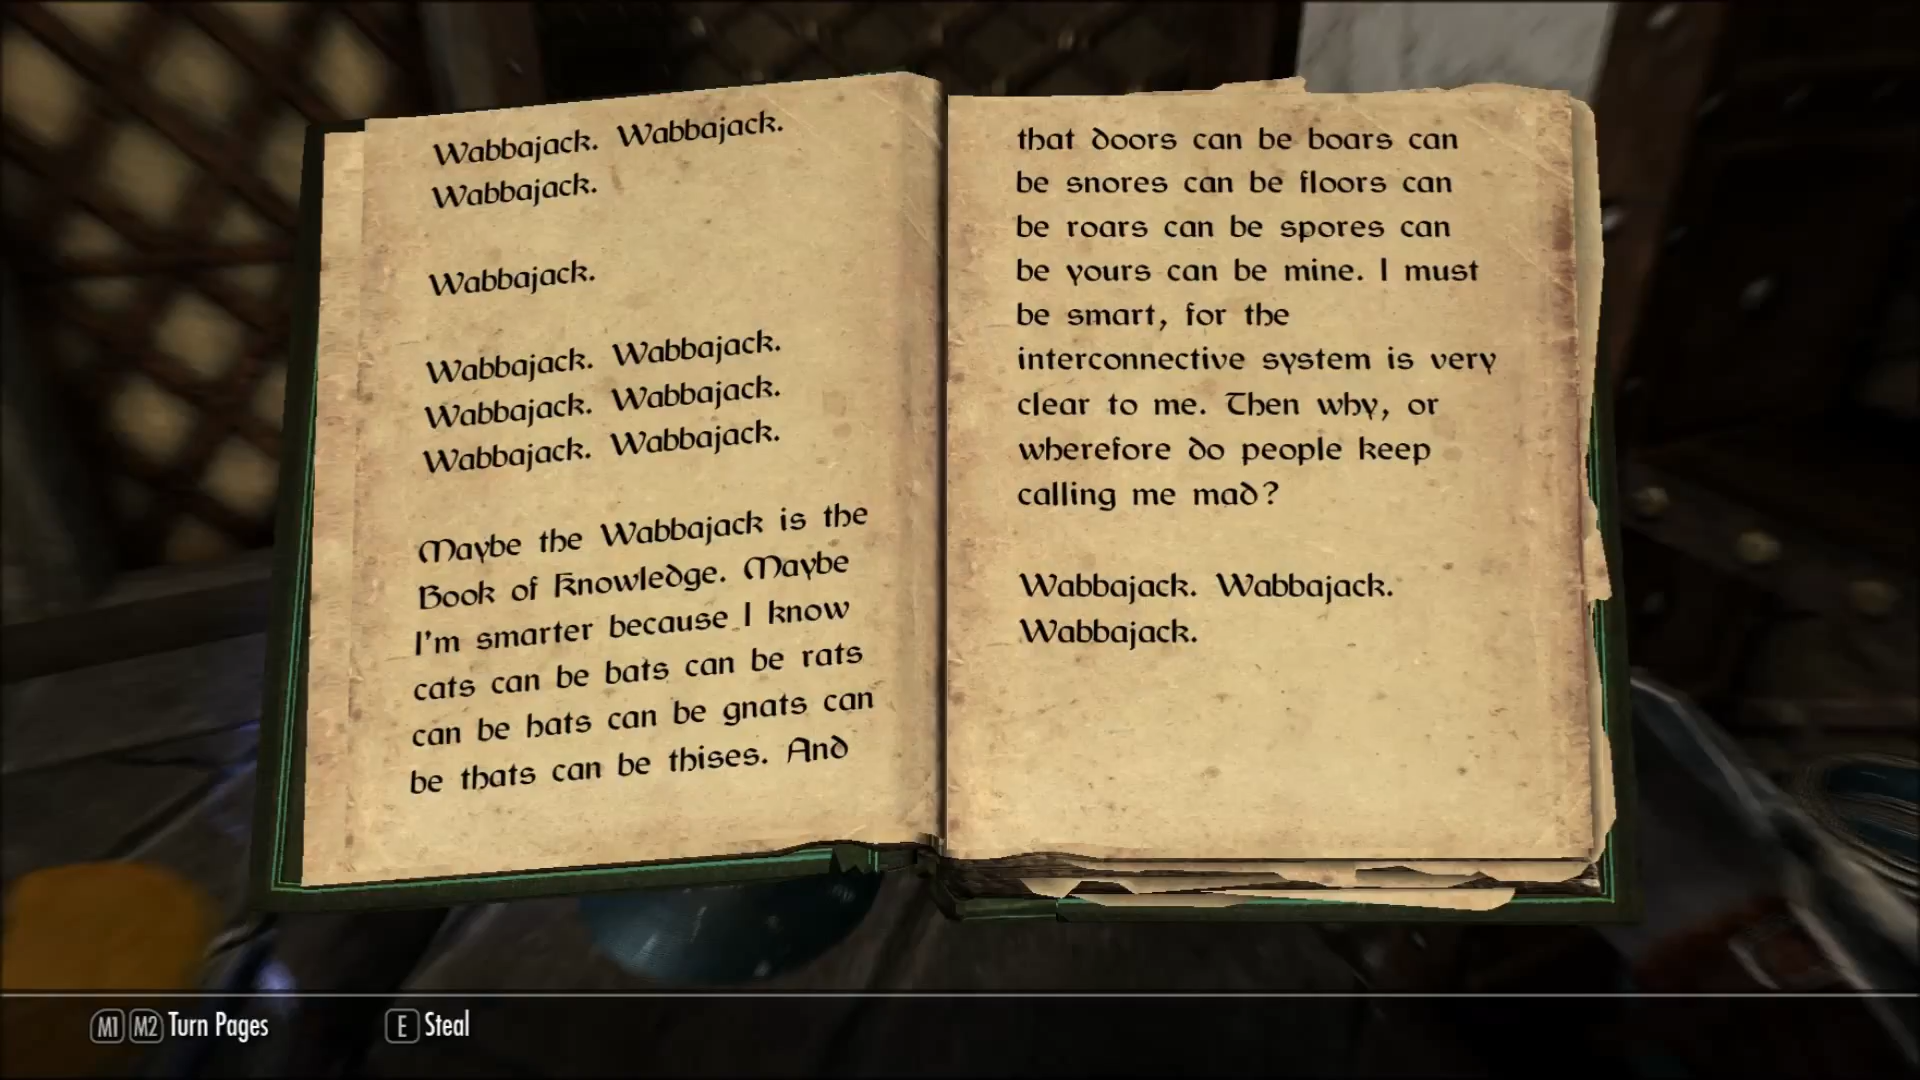 Wabbajack. Wabbajack.
Wabbajack.
Wabbajack.
Wabbajack. Wabbajack.
Wabbajack. Wabbajack.
Wabbajack. Wabbajack.
Maybe the Wabbajack is the
Book of Knowledge. Maybe
I'm smarter because I know
cats can be bats can be rats
can be hats can be gnats can
be thats can be thises. And
that doors can be boars can
be snores can be floors can
be roars can be spores can
be yours can be mine. I must
be smart, for the
interconnective system is very
clear to me. Then why, or
wherefore do people keep
calling me mad?
Wabbajack. Wabbajack.
Wabbajack.
M1 M2 Turn Pages
E Steal